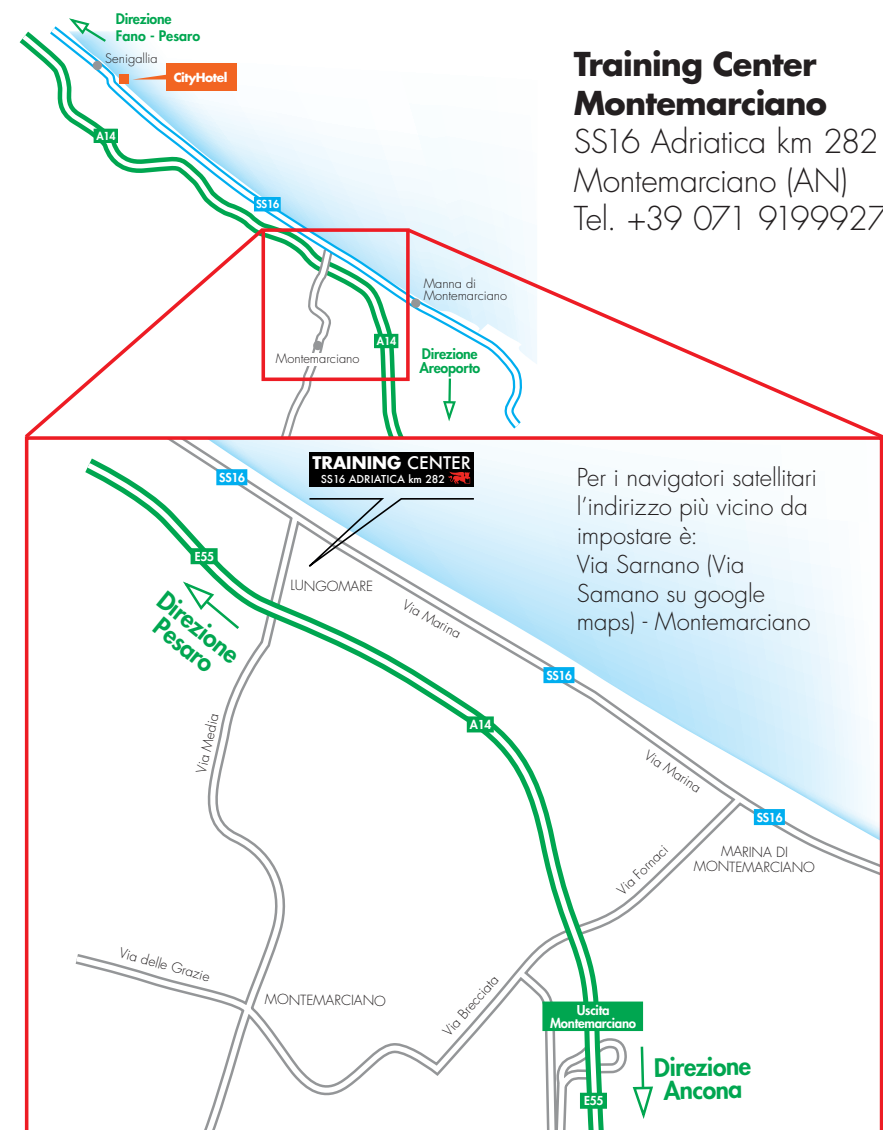 Direzione
Fano - Pesaro
Senigallia
CityHotel
A14
SS16
Training Center
Montemarciano
SS16 Adriatica km 282
Montemarciano (AN)
Tel. +39 071 9199927
Manna di
Montemarciano
A14
Montemarciano
Direzione
Areoporto
TRAINING CENTER
SS16 ADRIATICA km 282
SS16
Per i navigatori satellitari
l'indirizzo più vicino da
impostare è:
Via Sarnano (Via
Samano su google
maps) - Montemarciano
E55
LUNGOMARE
Via Marina
Direzione
Pesaro
SS16
A14
Via Media
Via Marina
SS16
MARINA DI
MONTEMARCIANO
Via Fornaci
Via delle Grazie
MONTEMARCIANO
Via Brecciata
Uscita
Montemarciano
Direzione
Ancona
E55